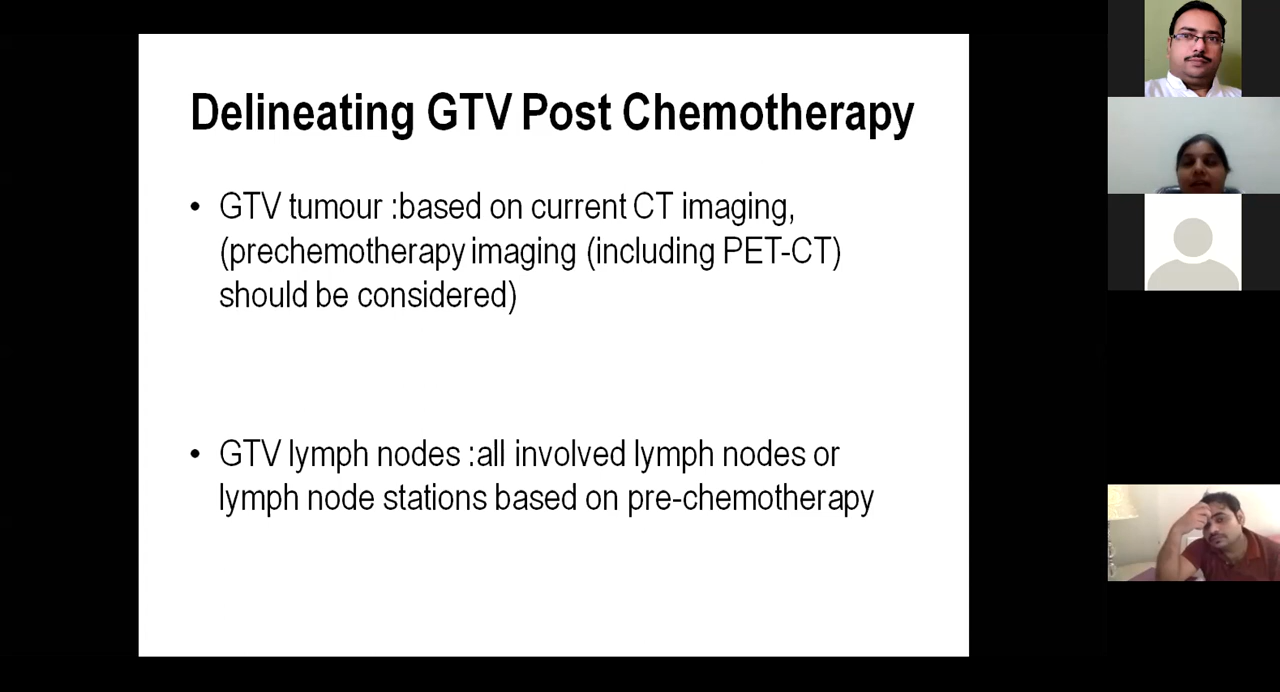 Delineating GTV Post Chemotherapy
• GTV tumour :based on current CT imaging,
(prechemotherapy imaging (including PET-CT)
should be considered)
• GTV lymph nodes :all involved lymph nodes or
lymph node stations based on pre-chemotherapy